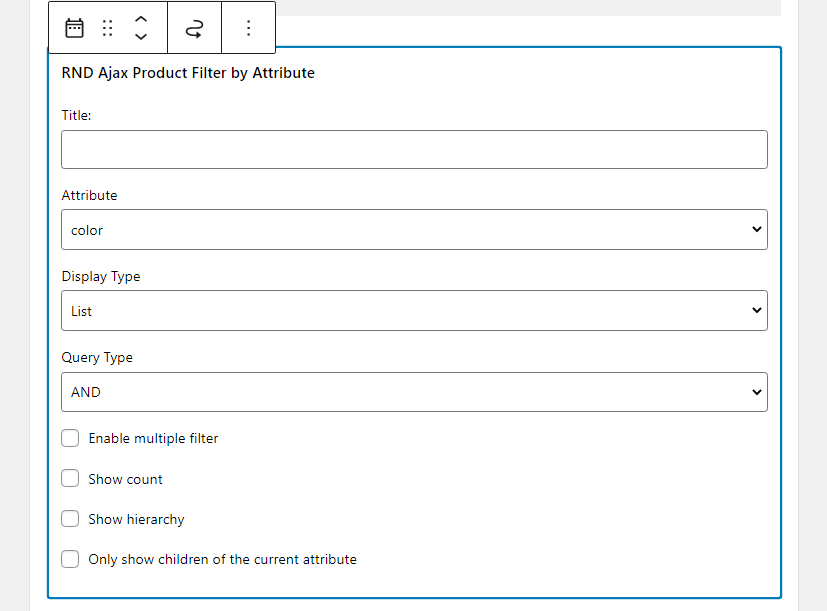 RND Ajax Product Filter by Attribute
Title:
Attribute
color
Display Type
List
Query Type
AND
Enable multiple filter
Show count
Show hierarchy
Only show children of the current attribute